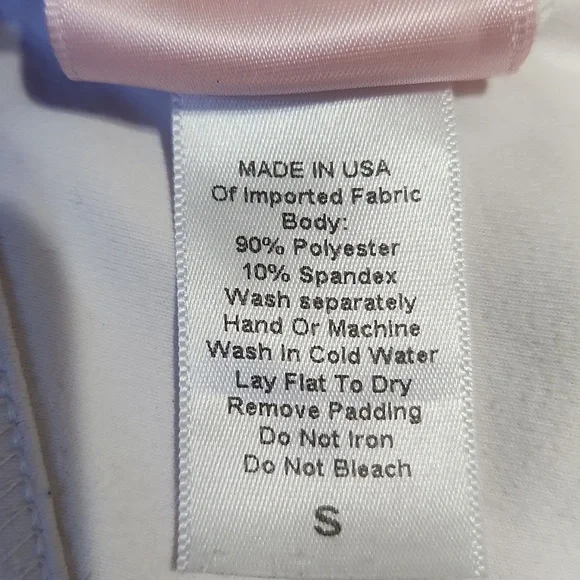 MADE IN USA
Of Imported Fabric
Body:
90% Polyester
10% Spandex
Wash separately
Hand Or Machine
Wash In Cold Water
Lay Flat To Dry
Remove Padding
Do Not Iron
Do Not Bleach
S